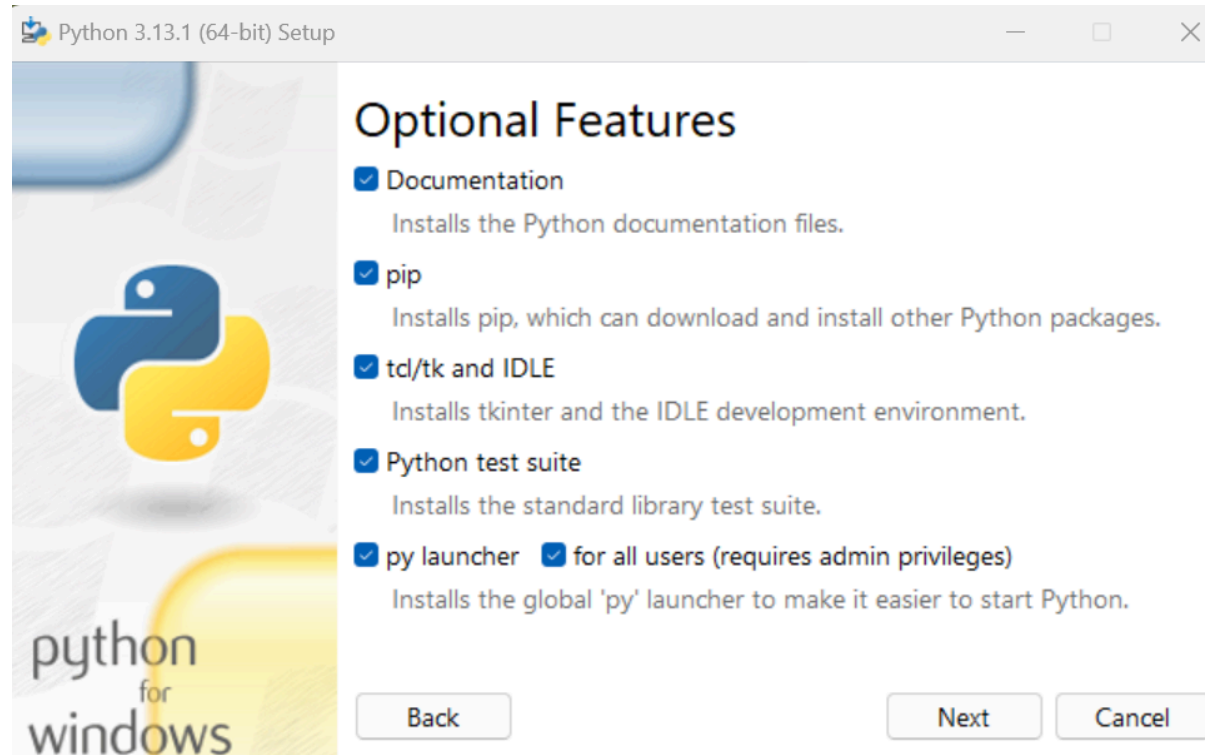 Python 3.13.1 (64-bit) Setup
Optional Features
Documentation
Installs the Python documentation files.
pip
Installs pip, which can download and install other Python packages.
tcl/tk and IDLE
Installs tkinter and the IDLE development environment.
Python test suite
Installs the standard library test suite.
py launcher for all users (requires admin privileges)
Installs the global 'py' launcher to make it easier to start Python.
python
for
windows
Back Next Cancel